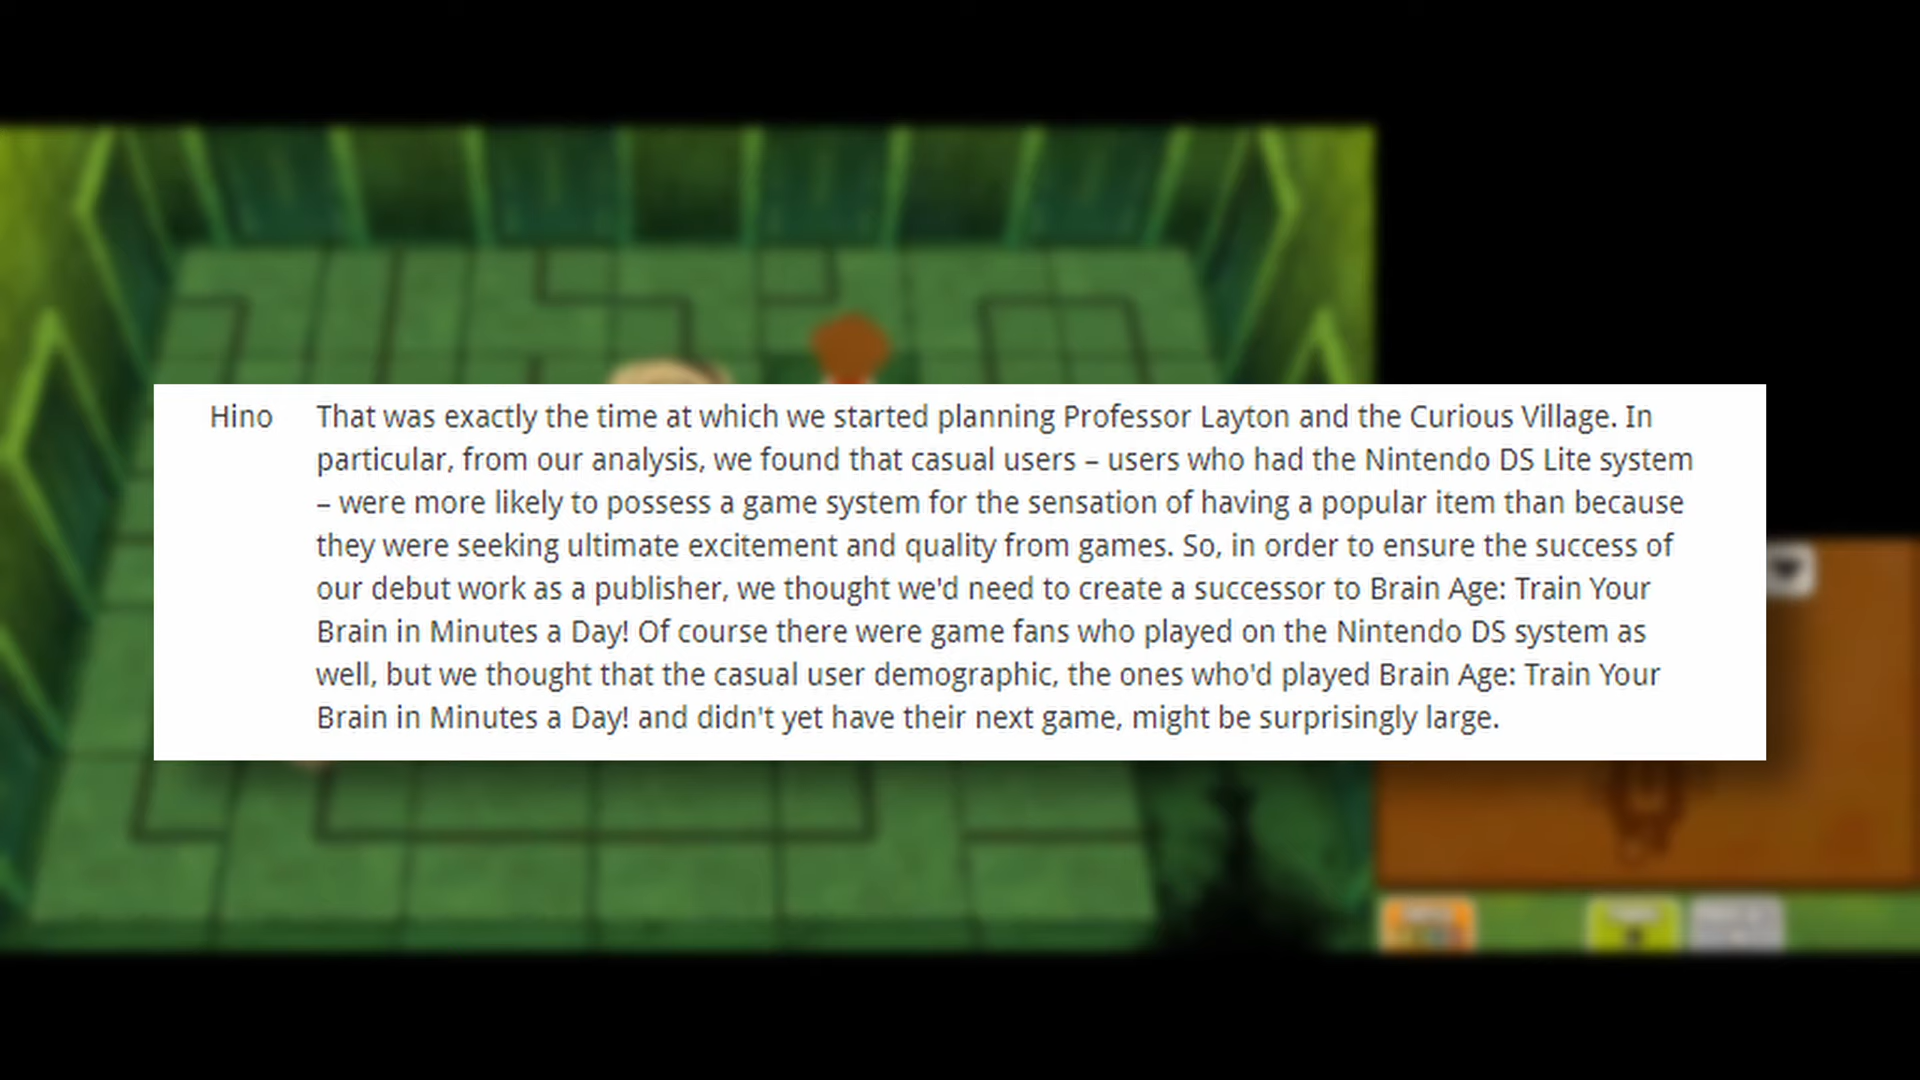 Hino That was exactly the time at which we started planning Professor Layton and the Curious Village. In
particular, from our analysis, we found that casual users – users who had the Nintendo DS Lite system
– were more likely to possess a game system for the sensation of having a popular item than because
they were seeking ultimate excitement and quality from games. So, in order to ensure the success of
our debut work as a publisher, we thought we'd need to create a successor to Brain Age: Train Your
Brain in Minutes a Day! Of course there were game fans who played on the Nintendo DS system as
well, but we thought that the casual user demographic, the ones who'd played Brain Age: Train Your
Brain in Minutes a Day! and didn't yet have their next game, might be surprisingly large.